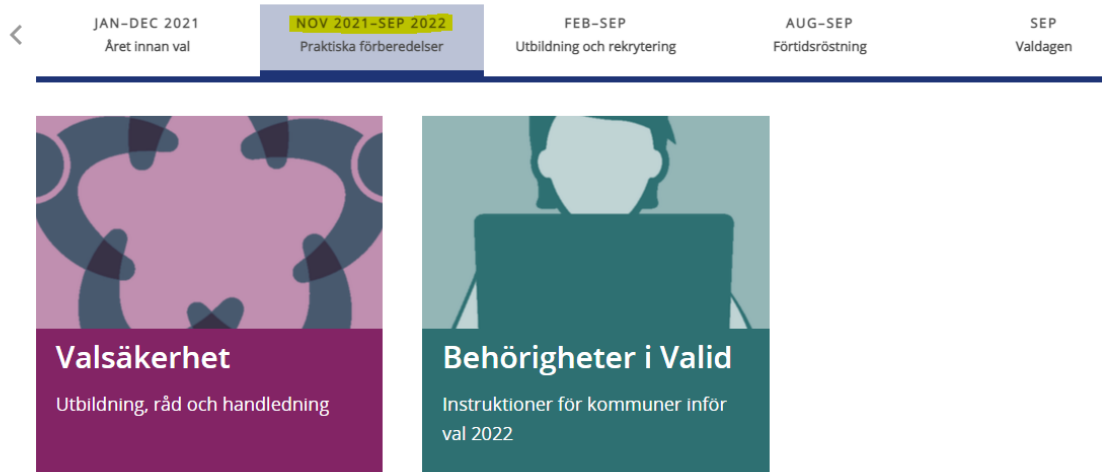 JAN–DEC 2021
Året innan val
NOV 2021–SEP 2022
Praktiska förberedelser
FEB–SEP
Utbildning och rekrytering
AUG–SEP
Förtidsröstning
SEP
Valdagen
Valsäkerhet
Utbildning, råd och handledning
Behörigheter i Valid
Instruktioner för kommuner inför
val 2022